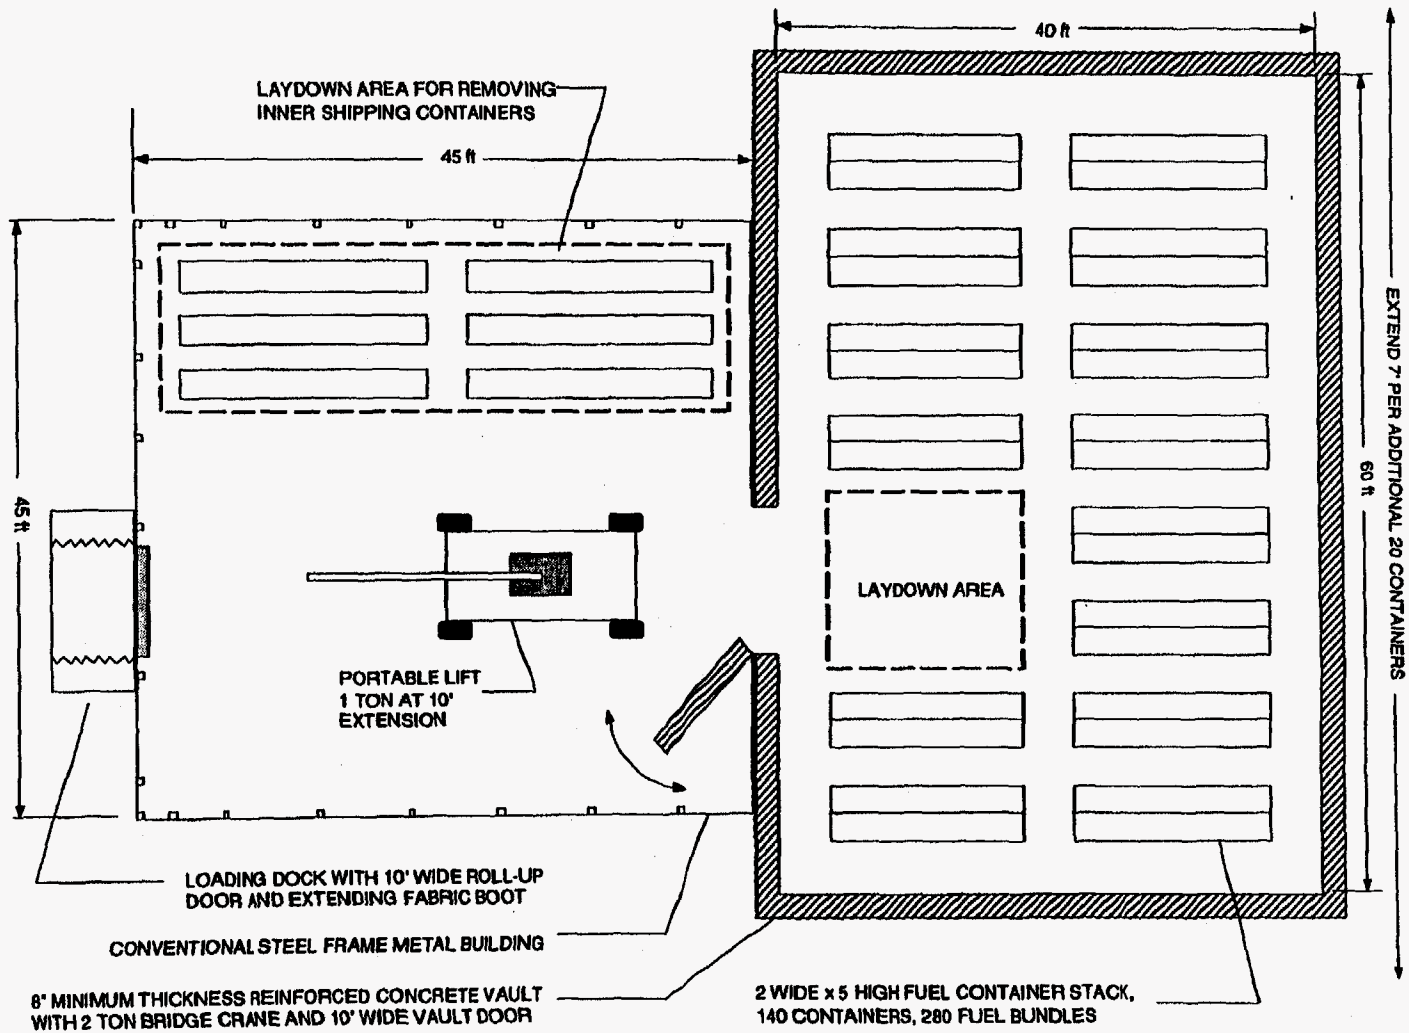 40 ft
LAYDOWN AREA FOR REMOVING
INNER SHIPPING CONTAINERS
45 ft
45 ft
EXTEND 7' PER ADDITIONAL 20 CONTAINERS
60 ft
LAYDOWN AREA
PORTABLE LIFT
1 TON AT 10'
EXTENSION
LOADING DOCK WITH 10' WIDE ROLL-UP
DOOR AND EXTENDING FABRIC BOOT
CONVENTIONAL STEEL FRAME METAL BUILDING
8" MINIMUM THICKNESS REINFORCED CONCRETE VAULT
WITH 2 TON BRIDGE CRANE AND 10' WIDE VAULT DOOR
2 WIDE x 5 HIGH FUEL CONTAINER STACK,
140 CONTAINERS, 280 FUEL BUNDLES